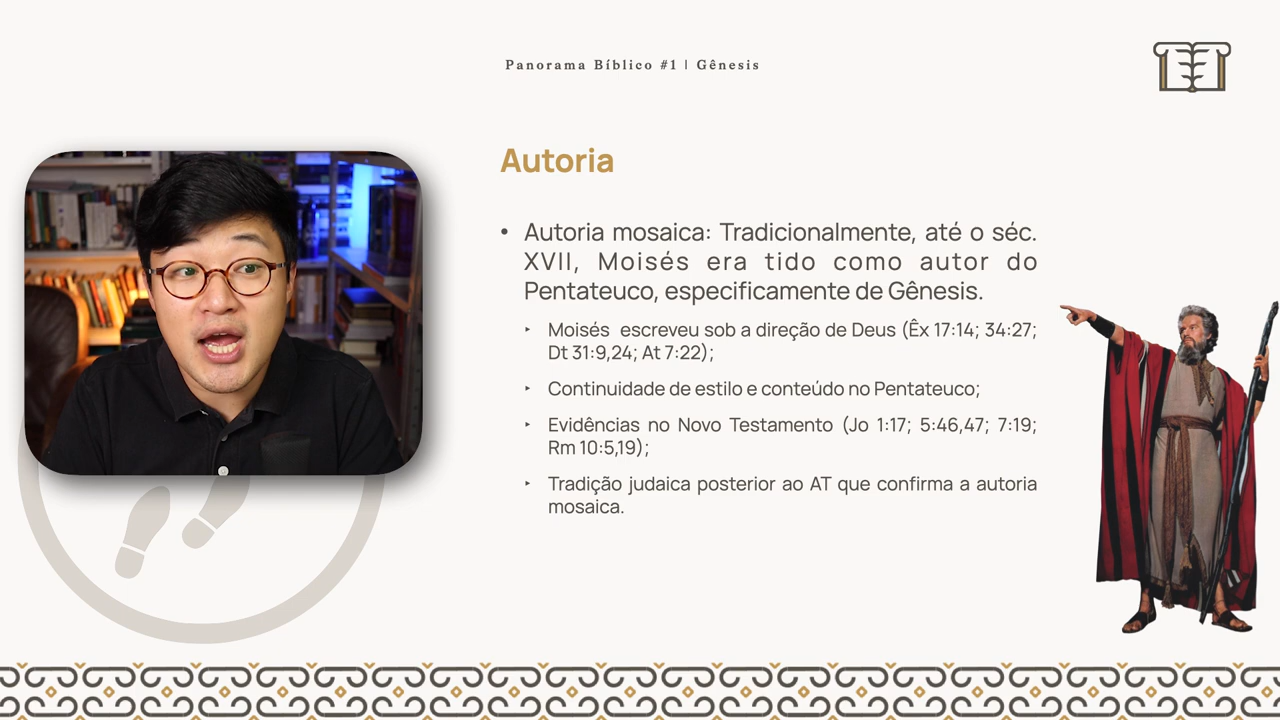 Panorama Bíblico #1 | Gênesis
Autoria
• Autoria mosaica: Tradicionalmente, até o séc.
XVII, Moisés era tido como autor do
Pentateuco, especificamente de Gênesis.
‣ Moisés escreveu sob a direção de Deus (Êx 17:14; 34:27;
Dt 31:9,24; At 7:22);
‣ Continuidade de estilo e conteúdo no Pentateuco;
‣ Evidências no Novo Testamento (Jo 1:17; 5:46,47; 7:19;
Rm 10:5,19);
‣ Tradição judaica posterior ao AT que confirma a autoria
mosaica.